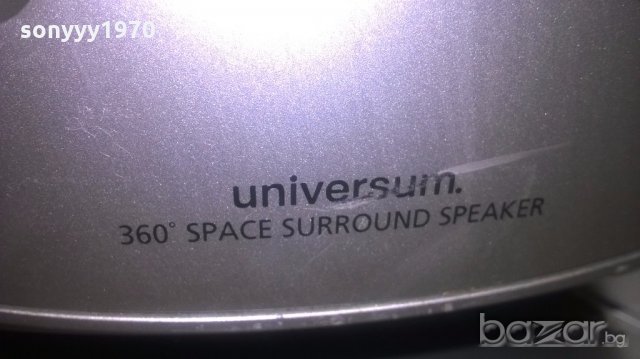 sonyyy1970
universum.
360° SPACE SURROUND SPEAKER
bazar.bg